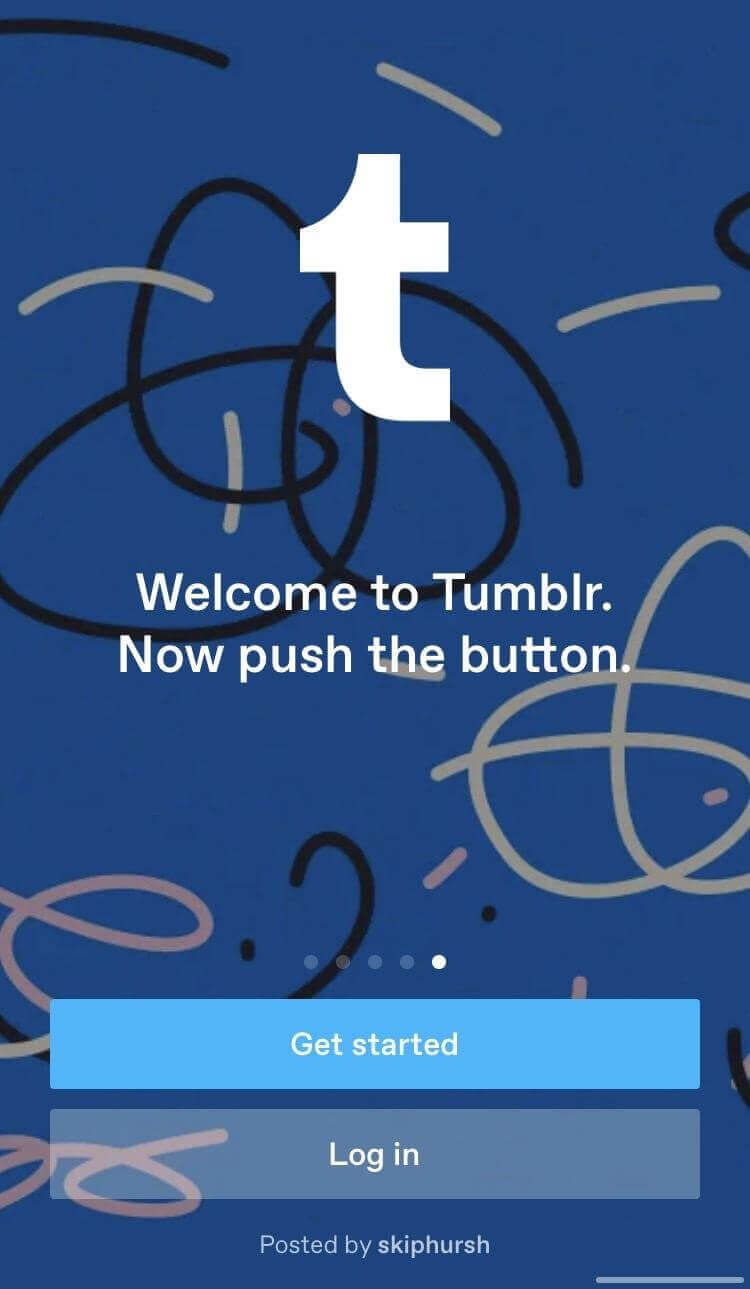 t
Welcome to Tumblr.
Now push the button.
Get started
Log in
Posted by skiphursh